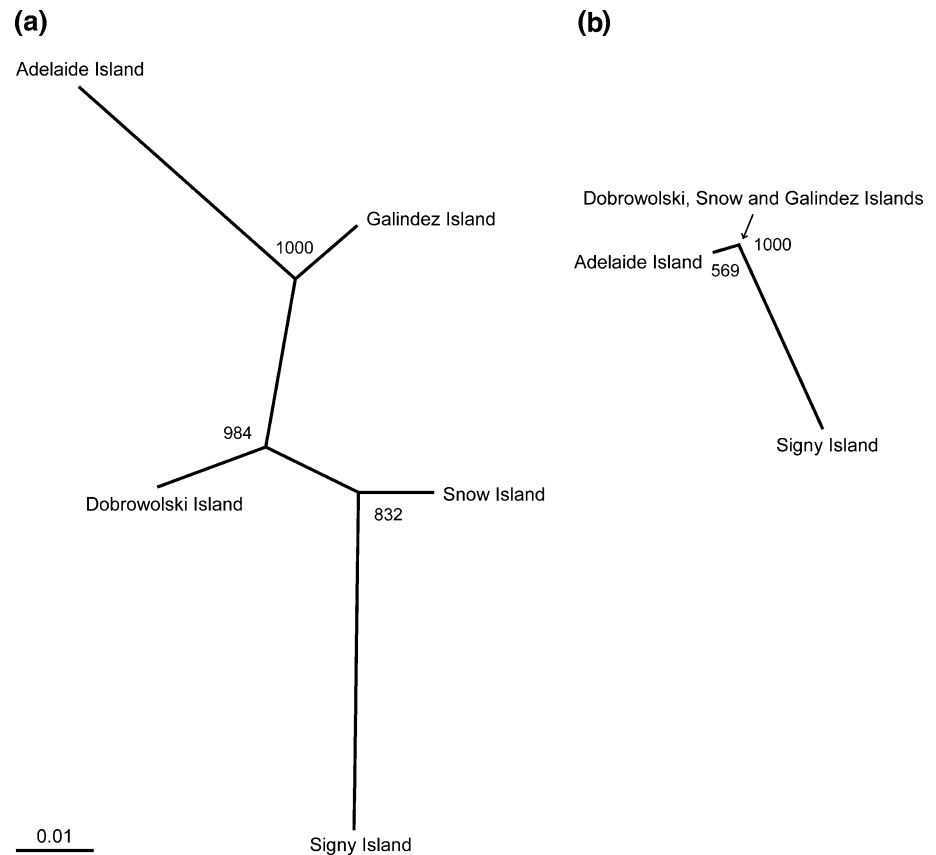 (a)
Adelaide Island
Galindez Island
1000
984
Dobrowolski Island
Snow Island
832
Signy Island
0.01
(b)
Dobrowolski, Snow and Galindez Islands
1000
Adelaide Island
569
Signy Island